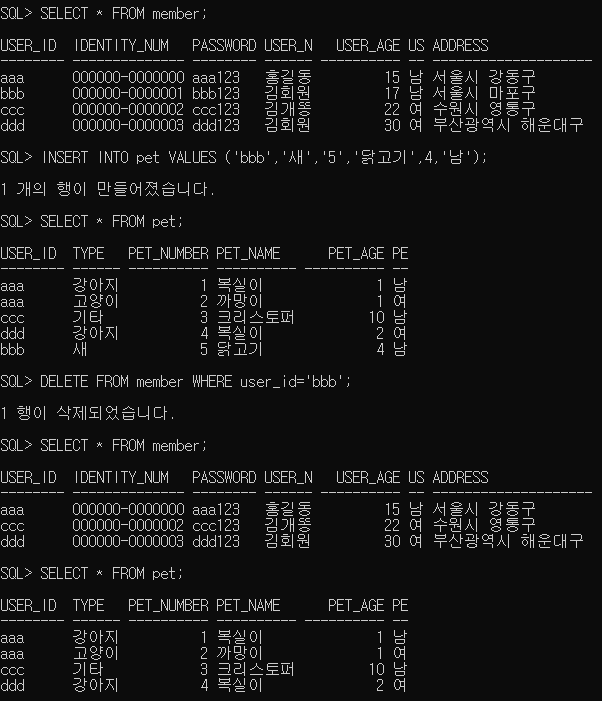 SQL> SELECT * FROM member;
USER_ID  IDENTITY_NUM   PASSWORD USER_N   USER_AGE US ADDRESS
-------- -------------- -------- ------ ---------- -- --------------------
aaa      000000-0000000 aaa123   홍길동         15 남 서울시 강동구
bbb      000000-0000001 bbb123   김회원         17 남 서울시 마포구
ccc      000000-0000002 ccc123   김개똥         22 여 수원시 영통구
ddd      000000-0000003 ddd123   김회원         30 여 부산광역시 해운대구
SQL> INSERT INTO pet VALUES ('bbb','새','5','닭고기',4,'남');
1 개의 행이 만들어졌습니다.
SQL> SELECT * FROM pet;
USER_ID  TYPE   PET_NUMBER PET_NAME      PET_AGE PE
-------- ------ ---------- ---------- ---------- --
aaa      강아지          1 복실이              1 남
aaa      고양이          2 까망이              1 여
ccc      기타            3 크리스토퍼         10 남
ddd      강아지          4 복실이              2 여
bbb      새              5 닭고기              4 남
SQL> DELETE FROM member WHERE user_id='bbb';
1 행이 삭제되었습니다.
SQL> SELECT * FROM member;
USER_ID  IDENTITY_NUM   PASSWORD USER_N   USER_AGE US ADDRESS
-------- -------------- -------- ------ ---------- -- --------------------
aaa      000000-0000000 aaa123   홍길동         15 남 서울시 강동구
ccc      000000-0000002 ccc123   김개똥         22 여 수원시 영통구
ddd      000000-0000003 ddd123   김회원         30 여 부산광역시 해운대구
SQL> SELECT * FROM pet;
USER_ID  TYPE   PET_NUMBER PET_NAME      PET_AGE PE
-------- ------ ---------- ---------- ---------- --
aaa      강아지          1 복실이              1 남
aaa      고양이          2 까망이              1 여
ccc      기타            3 크리스토퍼         10 남
ddd      강아지          4 복실이              2 여